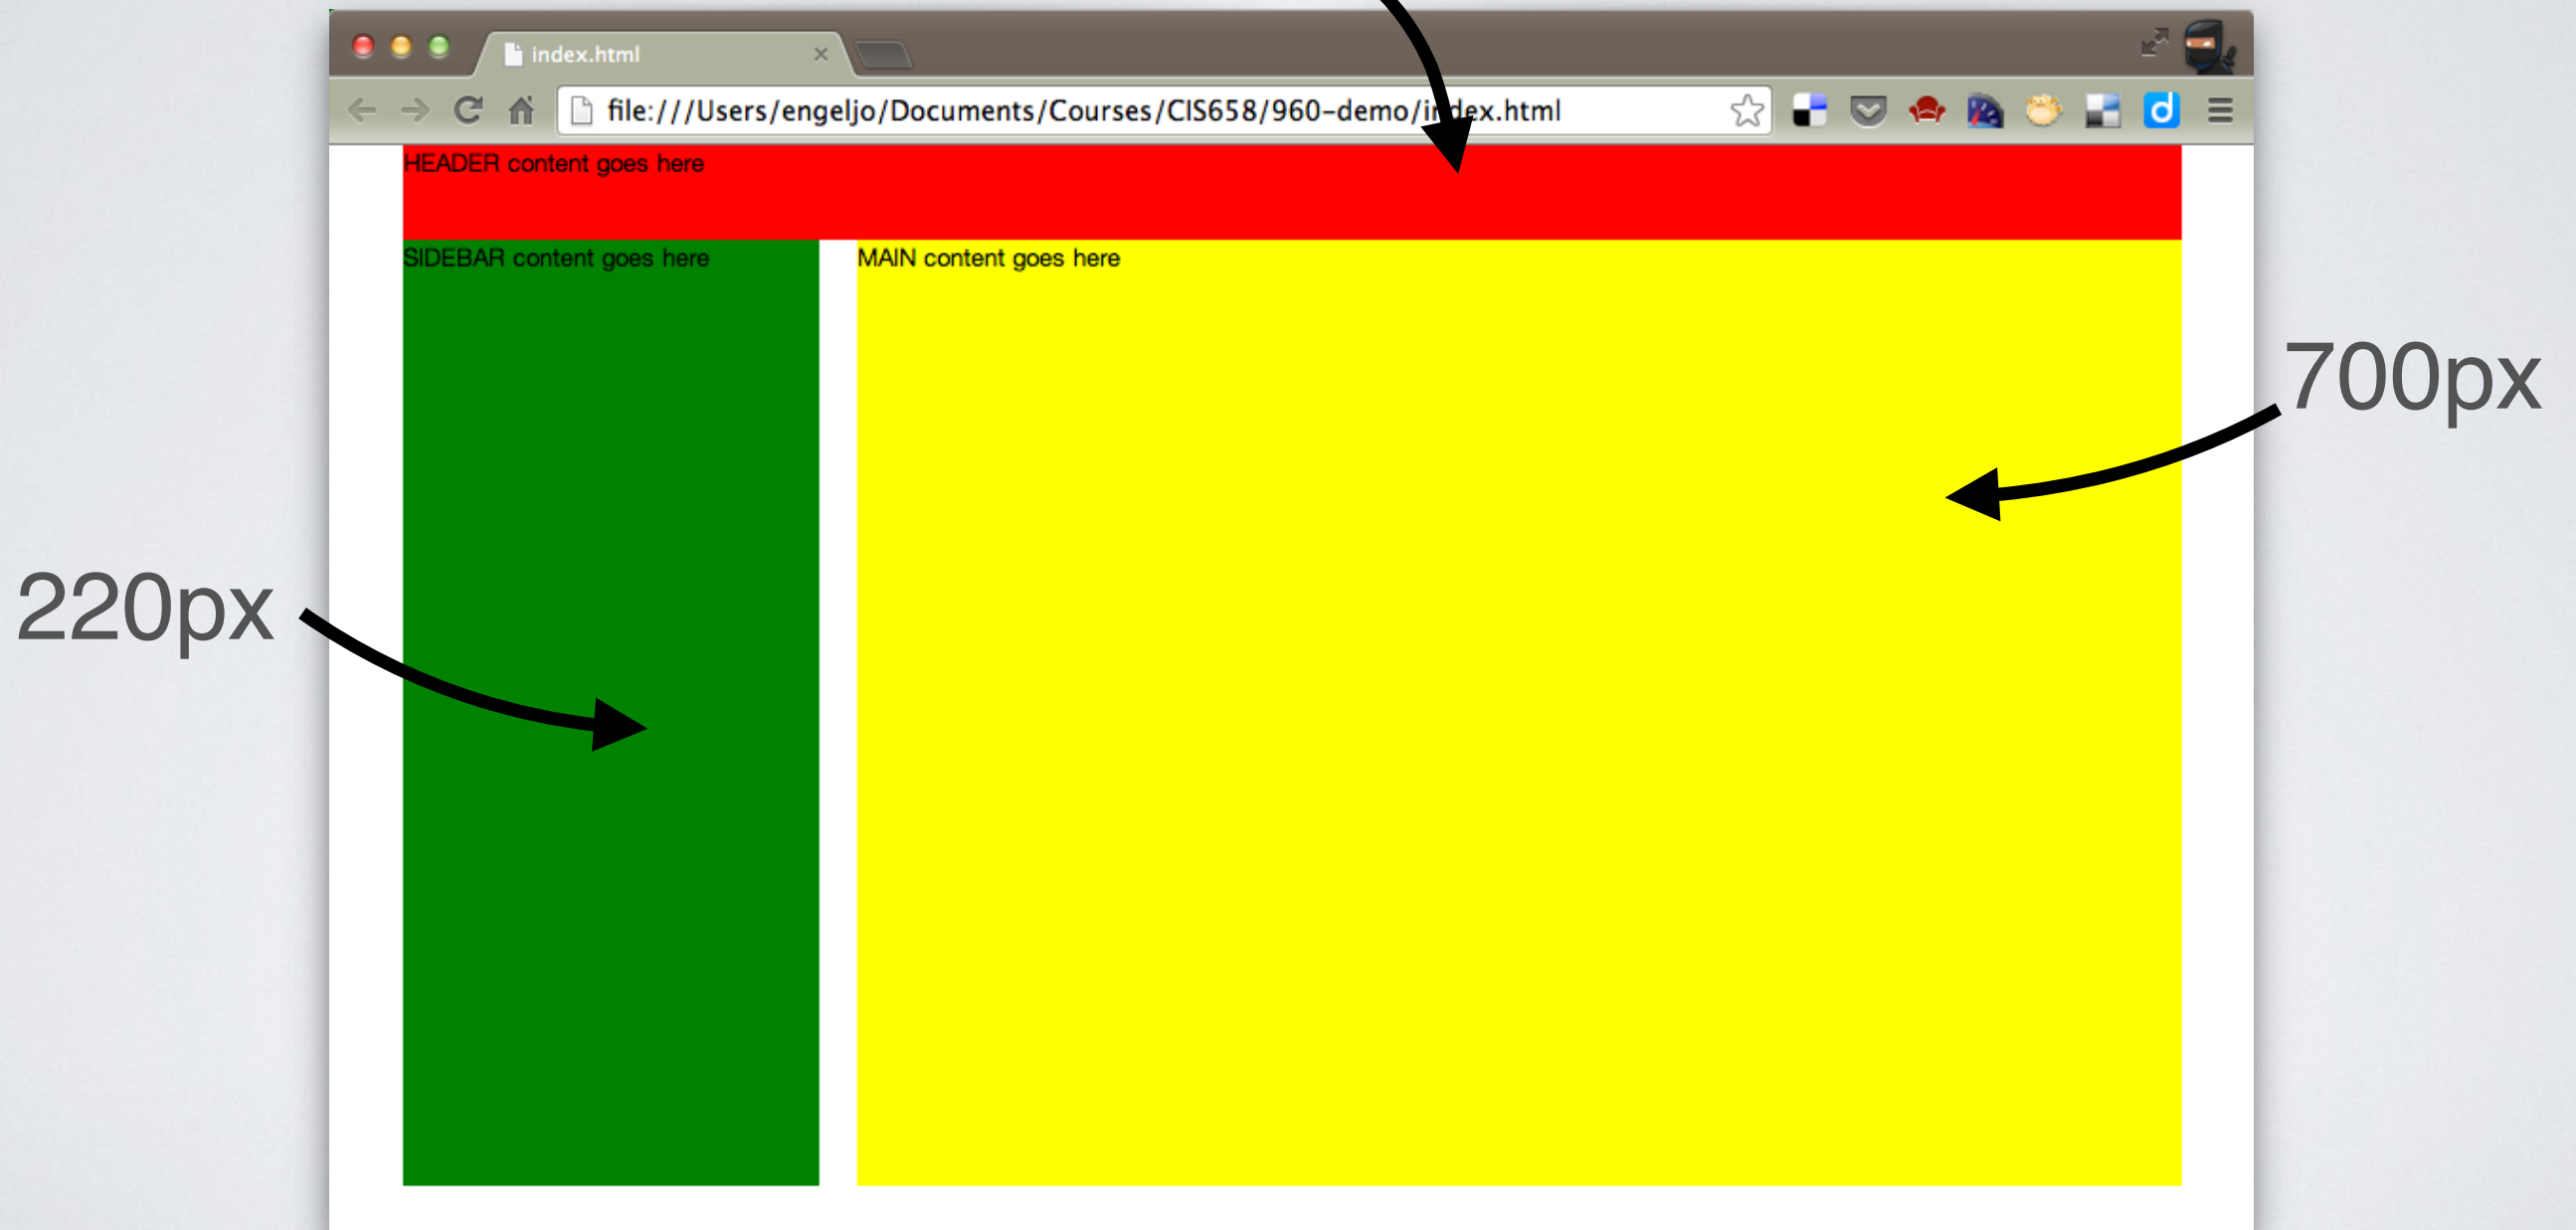 index.html
file:///Users/engeljo/Documents/Courses/CIS658/960-demo/index.html
HEADER content goes here
SIDEBAR content goes here
MAIN content goes here
700px
220px